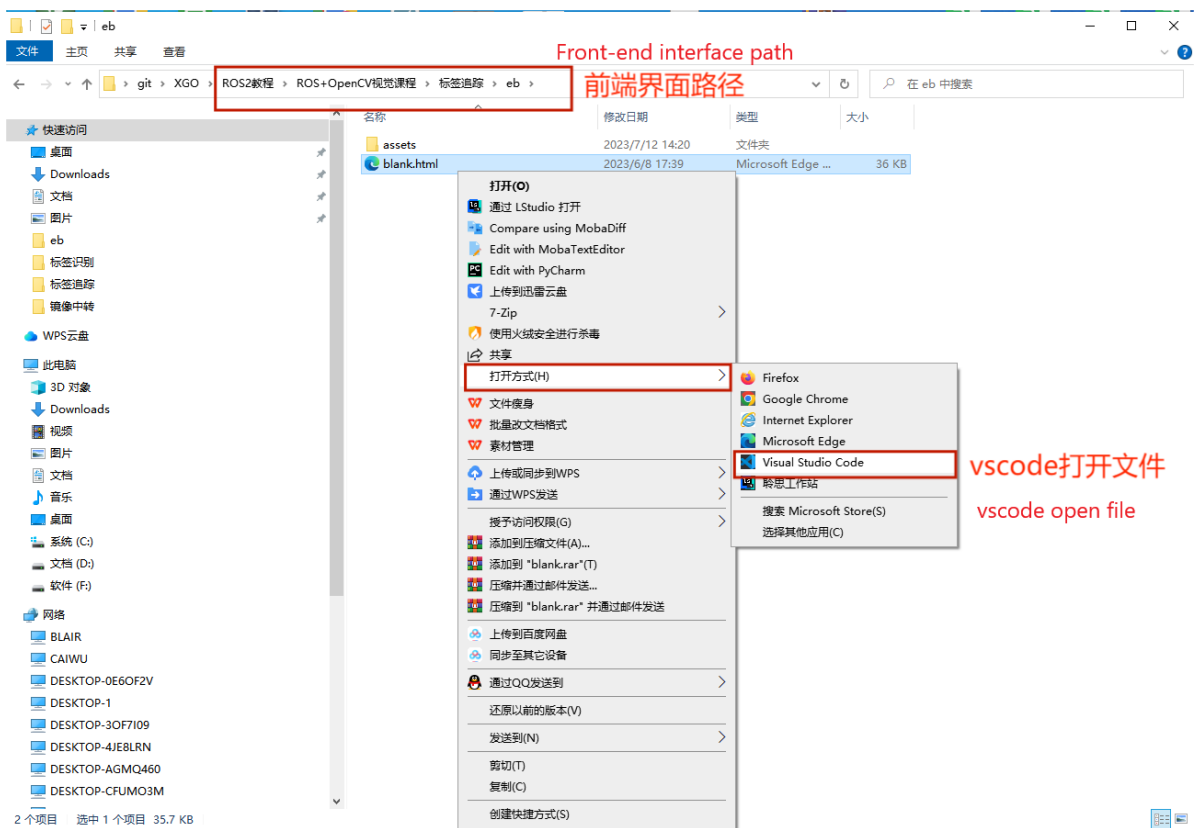 eb
文件 主页 共享 查看
Front-end interface path
前端界面路径
git › XGO › ROS2教程 › ROS+OpenCV视觉课程 › 标签追踪 › eb ›
在 eb 中搜索
名称 修改日期 类型 大小
assets 2023/7/12 14:20 文件夹
blank.html 2023/6/8 17:39 Microsoft Edge ... 36 KB
快速访问
桌面
Downloads
文档
图片
eb
标签识别
标签追踪
镜像中转
WPS云盘
此电脑
3D 对象
Downloads
视频
图片
文档
音乐
桌面
系统 (C:)
文档 (D:)
软件 (F:)
网络
BLAIR
CAIWU
DESKTOP-0E6OF2V
DESKTOP-1
DESKTOP-3OF7I09
DESKTOP-4JE8LRN
DESKTOP-AGMQ460
DESKTOP-CFUMO3M
打开(O)
通过 LStudio 打开
Compare using MobaDiff
Edit with MobaTextEditor
Edit with PyCharm
上传到迅雷云盘
7-Zip
使用火绒安全进行杀毒
共享
打开方式(H)
文件瘦身
批量改文档格式
素材管理
上传或同步到WPS
通过WPS发送
授予访问权限(G)
添加到压缩文件(A)...
添加到 "blank.rar"(T)
压缩并通过邮件发送...
压缩到 "blank.rar" 并通过邮件发送
上传到百度网盘
同步至其它设备
通过QQ发送到
还原以前的版本(V)
发送到(N)
剪切(T)
复制(C)
创建快捷方式(S)
Firefox
Google Chrome
Internet Explorer
Microsoft Edge
Visual Studio Code
聆思工作站
搜索 Microsoft Store(S)
选择其他应用(C)
vscode打开文件
vscode open file
2 个项目 选中 1 个项目 35.7 KB